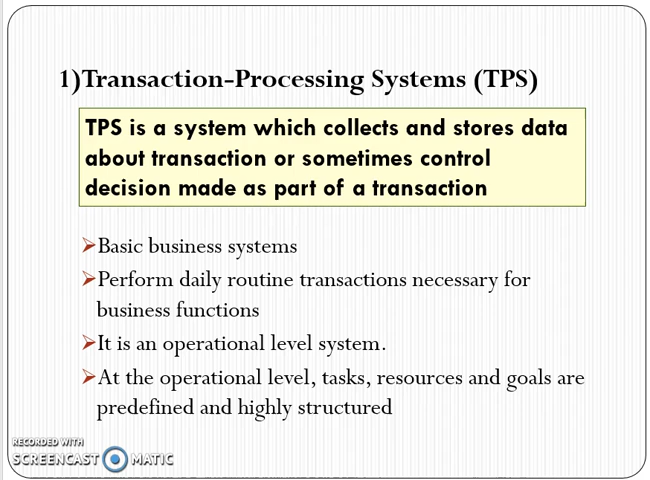 1)Transaction-Processing Systems (TPS)
TPS is a system which collects and stores data
about transaction or sometimes control
decision made as part of a transaction
➢Basic business systems
➢Perform daily routine transactions necessary for
business functions
➢It is an operational level system.
➢At the operational level, tasks, resources and goals are
predefined and highly structured
RECORDED WITH
SCREENCAST MATIC